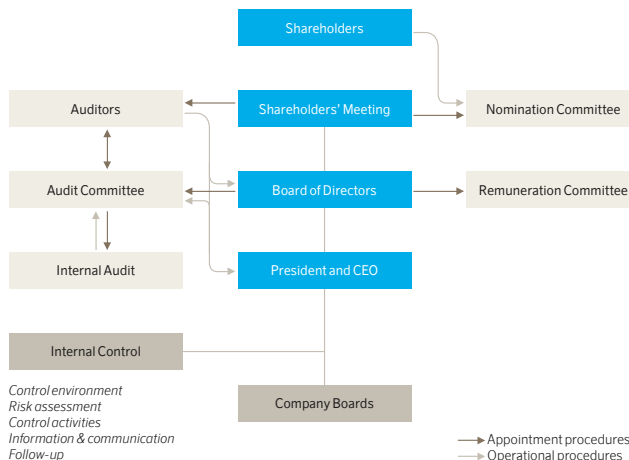 Shareholders
Auditors
Shareholders' Meeting
Nomination Committee
Audit Committee
Board of Directors
Remuneration Committee
Internal Audit
President and CEO
Internal Control
Control environment
Risk assessment
Control activities
Information & communication
Follow-up
Company Boards
Appointment procedures
Operational procedures